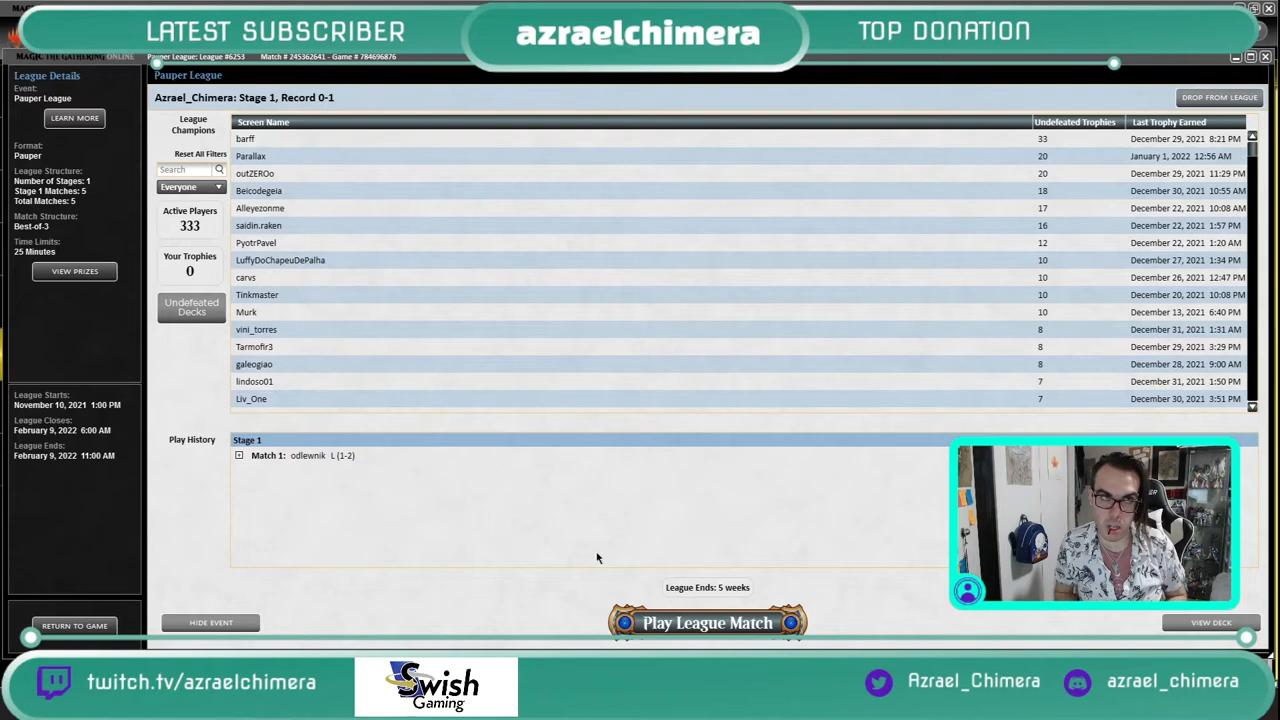 LATEST SUBSCRIBER
azraelchimera
TOP DONATION
MAGIC THE GATHERING ONLINE
Pauper League: League #6253 Match # 245362641 - Game # 784696876
League Details
Event:
Pauper League
LEARN MORE
Format:
Pauper
League Structure:
Number of Stages: 1
Stage 1 Matches: 5
Total Matches: 5
Match Structure:
Best-of-3
Time Limits:
25 Minutes
VIEW PRIZES
League Starts:
November 10, 2021 1:00 PM
League Closes:
February 9, 2022 6:00 AM
League Ends:
February 9, 2022 11:00 AM
RETURN TO GAME
Pauper League
Azrael_Chimera: Stage 1, Record 0-1
DROP FROM LEAGUE
League Champions
Reset All Filters
Search
Everyone
Active Players
333
Your Trophies
0
Undefeated Decks
Screen Name Undefeated Trophies Last Trophy Earned
barff 33 December 29, 2021 8:21 PM
Parallax 20 January 1, 2022 12:56 AM
outZEROo 20 December 29, 2021 11:29 PM
Beicodegeia 18 December 30, 2021 10:55 AM
Alleyezonme 17 December 22, 2021 10:08 AM
saidin.raken 16 December 22, 2021 1:57 PM
PyotrPavel 12 December 22, 2021 1:20 AM
LuffyDoChapeuDePalha 10 December 27, 2021 1:34 PM
carvs 10 December 26, 2021 12:47 PM
Tinkmaster 10 December 20, 2021 10:08 PM
Murk 10 December 13, 2021 6:40 PM
vini_torres 8 December 31, 2021 1:31 AM
Tarmofir3 8 December 29, 2021 3:29 PM
galeogiao 8 December 28, 2021 9:00 AM
lindoso01 7 December 31, 2021 1:50 PM
Liv_One 7 December 30, 2021 3:51 PM
Play History
Stage 1
Match 1: odlewnik L (1-2)
League Ends: 5 weeks
HIDE EVENT
Play League Match
VIEW DECK
twitch.tv/azraelchimera
Swish
Gaming
Azrael_Chimera
azrael_chimera